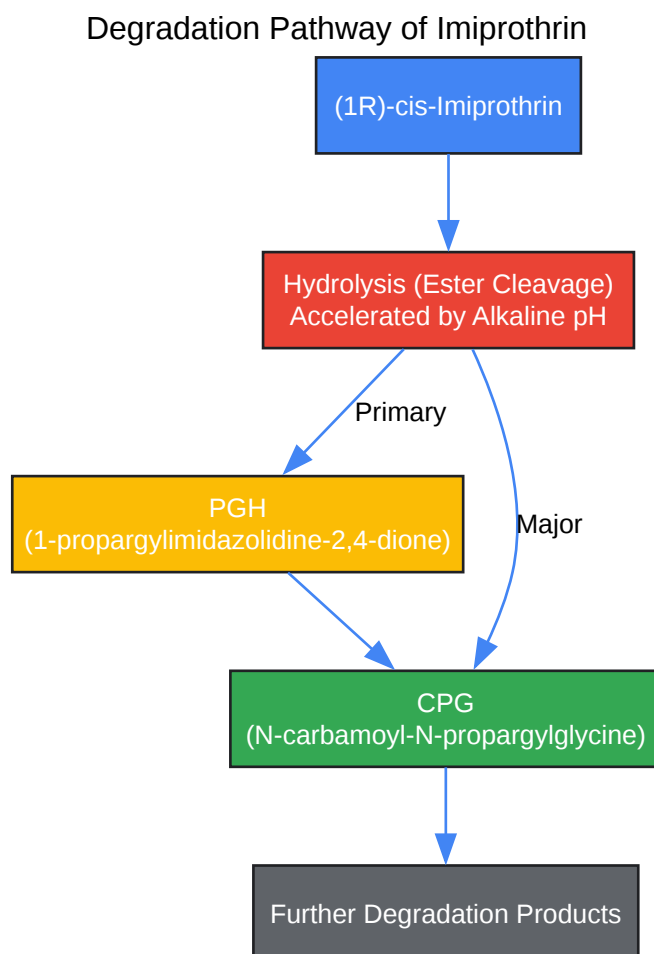 Degradation Pathway of Imiprothrin
(1R)-cis-Imiprothrin
Hydrolysis (Ester Cleavage)
Accelerated by Alkaline pH
Primary
PGH
(1-propargylimidazolidine-2,4-dione)
Major
CPG
(N-carbamoyl-N-propargylglycine)
Further Degradation Products